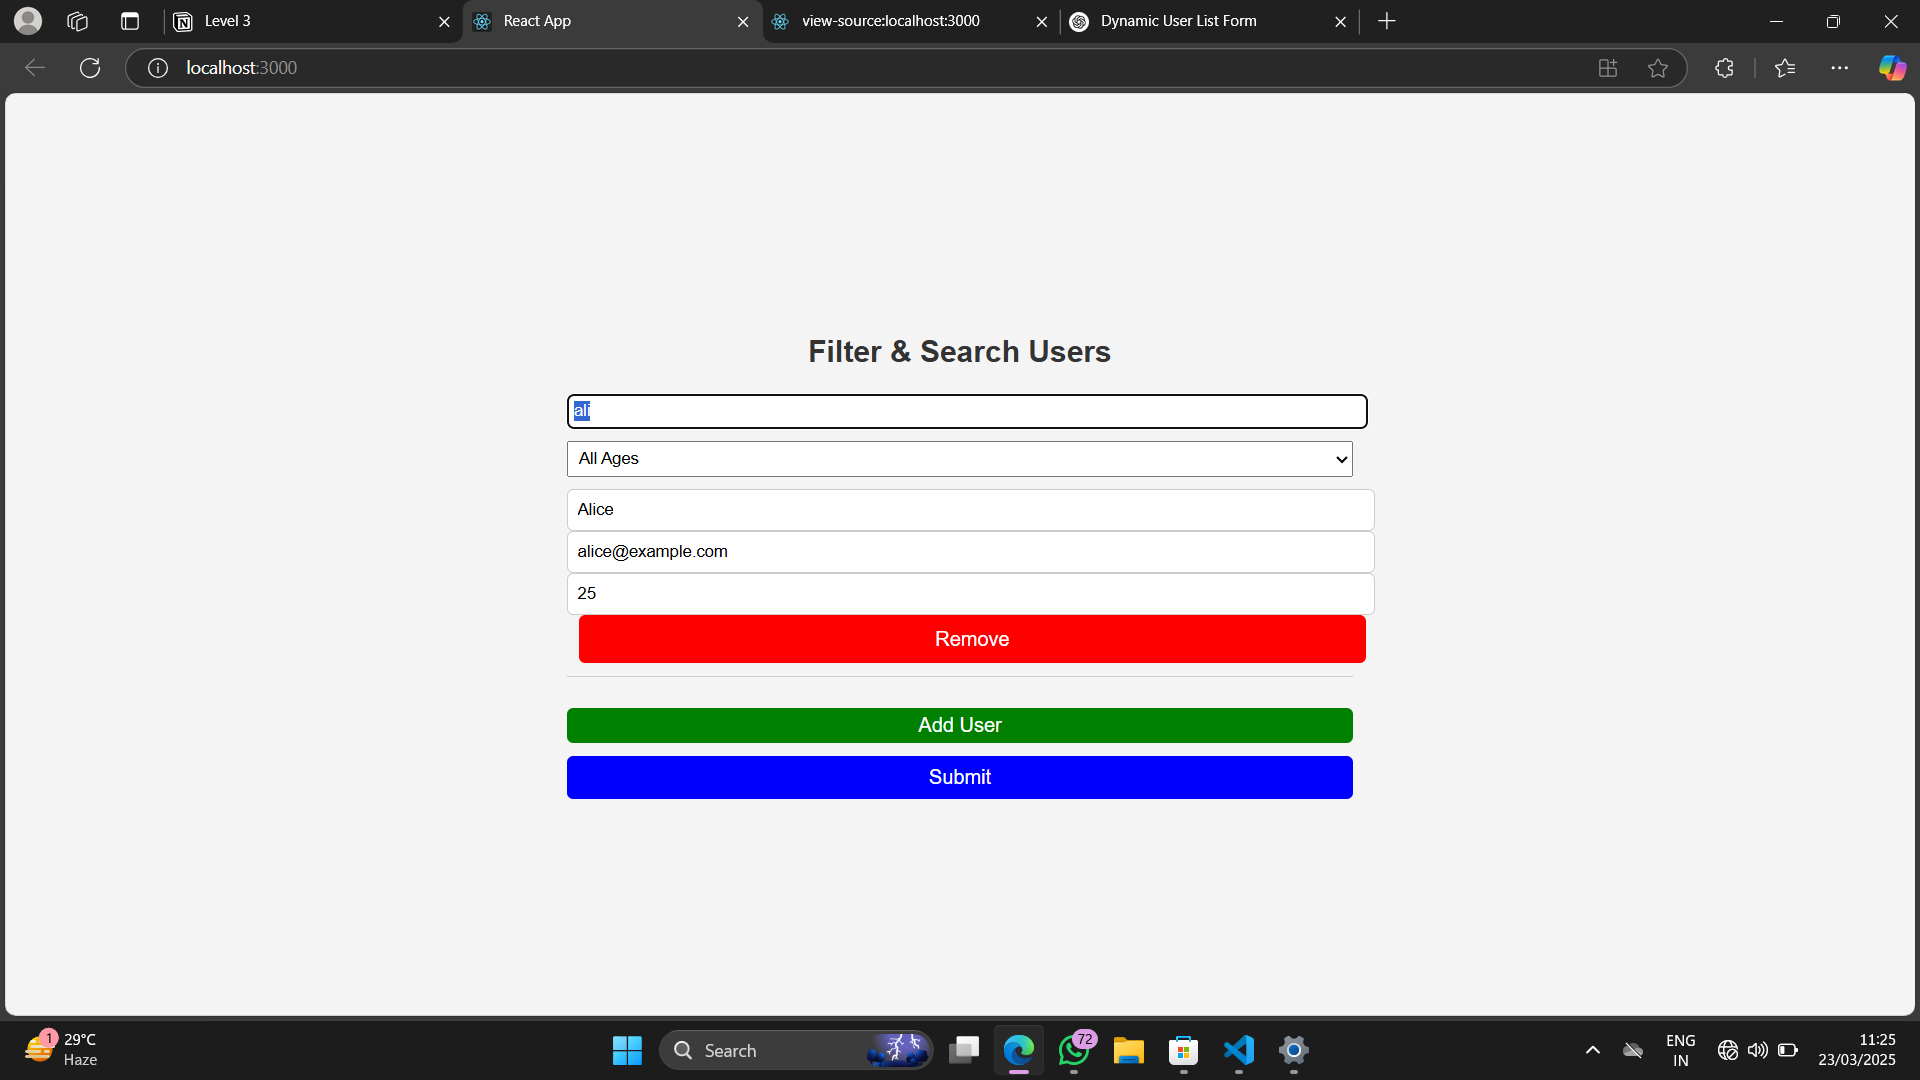 Level 3
React App
view-source:localhost:3000
Dynamic User List Form
localhost:3000
Filter & Search Users
ali
All Ages
Alice
alice@example.com
25
Remove
Add User
Submit
1
29°C
Haze
Search
72
ENG
IN
11:25
23/03/2025